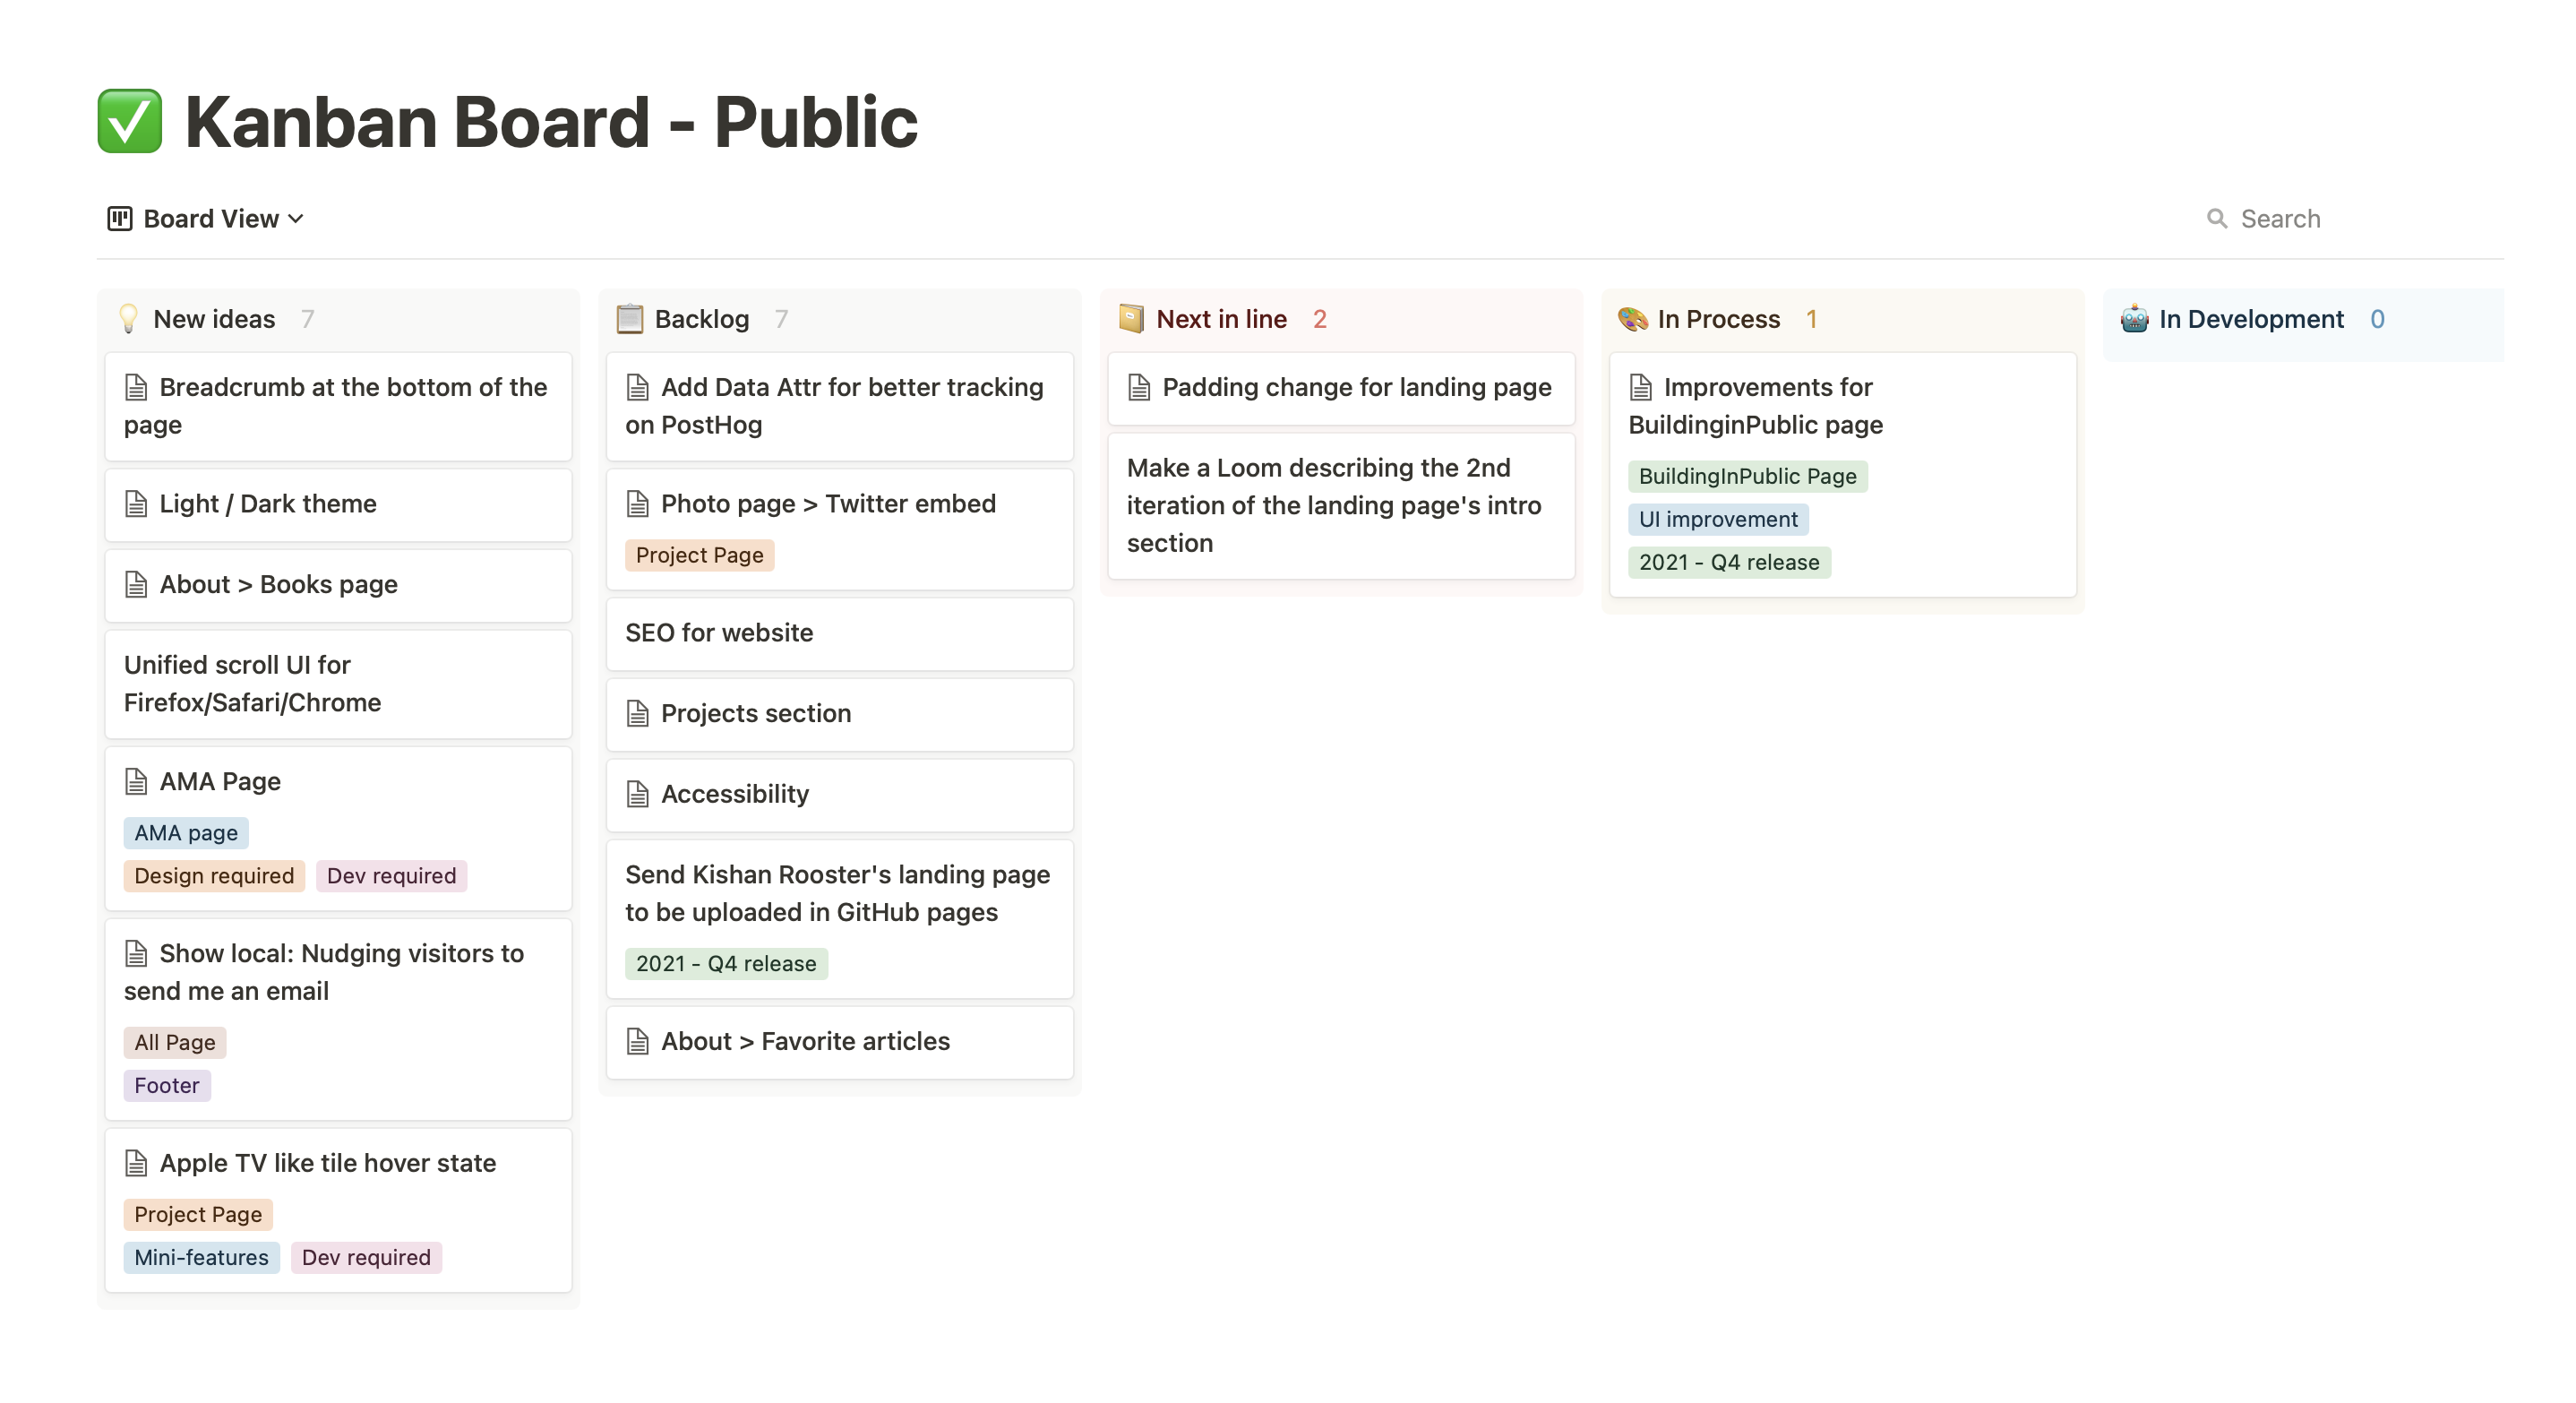 Kanban Board - Public
Board View
Search
New ideas 7
Breadcrumb at the bottom of the
page
Light / Dark theme
About > Books page
Unified scroll UI for
Firefox/Safari/Chrome
AMA Page
AMA page
Design required Dev required
Show local: Nudging visitors to
send me an email
All Page
Footer
Apple TV like tile hover state
Project Page
Mini-features Dev required
Backlog 7
Add Data Attr for better tracking
on PostHog
Photo page > Twitter embed
Project Page
SEO for website
Projects section
Accessibility
Send Kishan Rooster's landing page
to be uploaded in GitHub pages
2021 - Q4 release
About > Favorite articles
Next in line 2
Padding change for landing page
Make a Loom describing the 2nd
iteration of the landing page's intro
section
In Process 1
Improvements for
BuildinginPublic page
BuildingInPublic Page
UI improvement
2021 - Q4 release
In Development 0